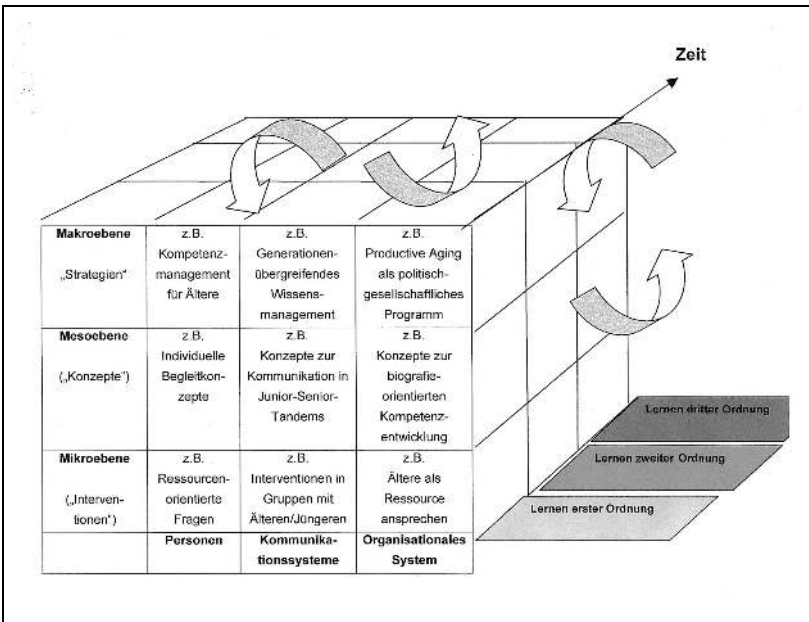 Zeit
Makroebene
„Strategien"
z.B.
Kompetenz-
management
für Ältere
z.B.
Generationen-
übergreifendes
Wissens-
management
z.B.
Productive Aging
als politisch-
gesellschaftliches
Programm
Mesoebene
(„Konzepte")
z.B.
Individuelle
Begleitkon-
zepte
z.B.
Konzepte zur
Kommunikation in
Junior-Senior-
Tandems
z.B.
Konzepte zur
biografie-
orientierten
Kompetenz-
entwicklung
Mikroebene
(„Interven-
tionen")
z.B.
Ressourcen-
orientierte
Fragen
z.B.
Interventionen in
Gruppen mit
Älteren/Jüngeren
z.B.
Ältere als
Ressource
ansprechen
Personen
Kommunika-
tionssysteme
Organisationales
System
Lernen dritter Ordnung
Lernen zweiter Ordnung
Lernen erster Ordnung